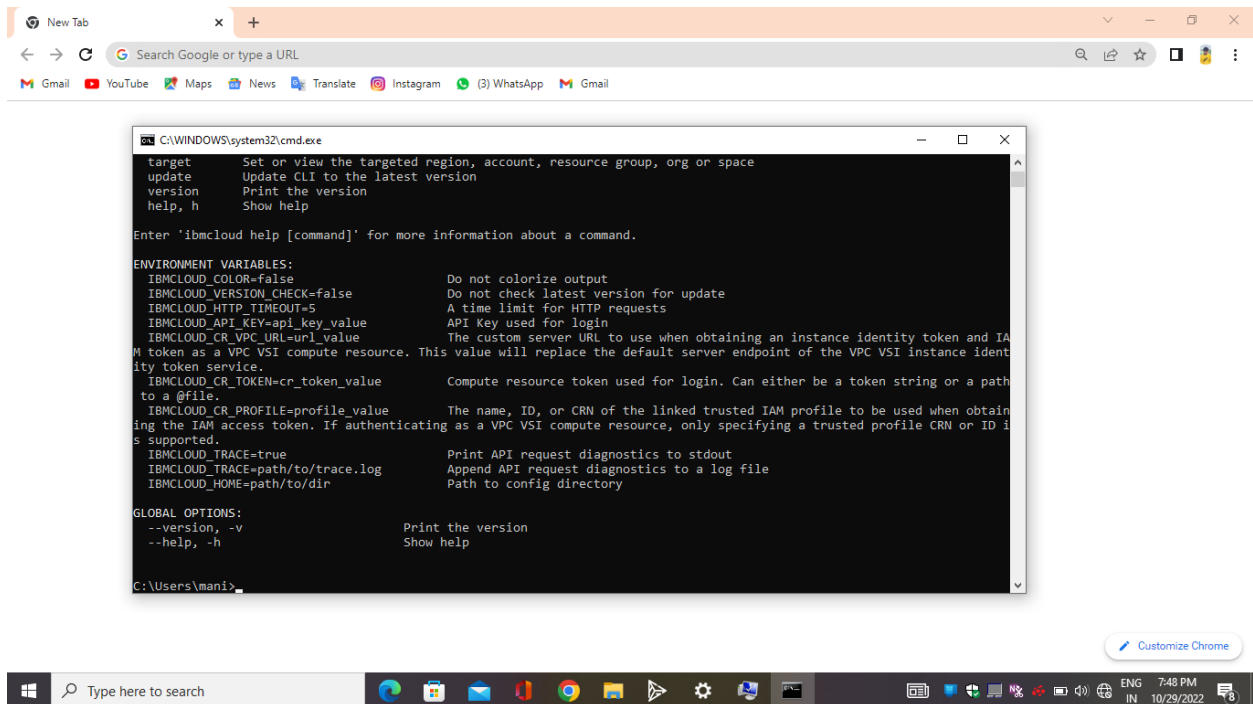 New Tab
Search Google or type a URL
Gmail YouTube Maps News Translate Instagram (3) WhatsApp Gmail
C:\WINDOWS\system32\cmd.exe
target Set or view the targeted region, account, resource group, org or space
update Update CLI to the latest version
version Print the version
help, h Show help
Enter 'ibmcloud help [command]' for more information about a command.
ENVIRONMENT VARIABLES:
IBMCLOUD_COLOR=false Do not colorize output
IBMCLOUD_VERSION_CHECK=false Do not check latest version for update
IBMCLOUD_HTTP_TIMEOUT=5 A time limit for HTTP requests
IBMCLOUD_API_KEY=api_key_value API Key used for login
IBMCLOUD_CR_VPC_URL=url_value The custom server URL to use when obtaining an instance identity token and IA
M token as a VPC VSI compute resource. This value will replace the default server endpoint of the VPC VSI instance ident
ity token service.
IBMCLOUD_CR_TOKEN=cr_token_value Compute resource token used for login. Can either be a token string or a path
to a @file.
IBMCLOUD_CR_PROFILE=profile_value The name, ID, or CRN of the linked trusted IAM profile to be used when obtain
ing the IAM access token. If authenticating as a VPC VSI compute resource, only specifying a trusted profile CRN or ID i
s supported.
IBMCLOUD_TRACE=true Print API request diagnostics to stdout
IBMCLOUD_TRACE=path/to/trace.log Append API request diagnostics to a log file
IBMCLOUD_HOME=path/to/dir Path to config directory
GLOBAL OPTIONS:
--version, -v Print the version
--help, -h Show help
C:\Users\mani>_
Customize Chrome
Type here to search
ENG 7:48 PM
IN 10/29/2022
8